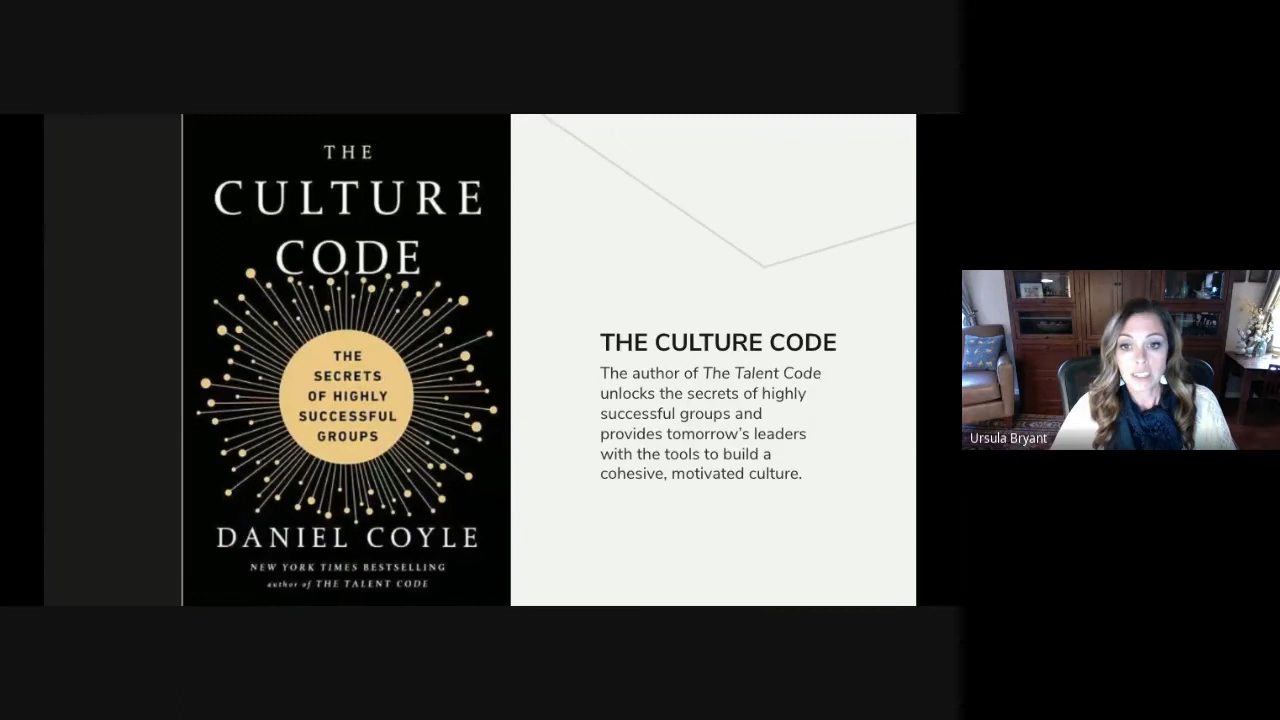 THE
CULTURE
CODE
THE
SECRETS
OF HIGHLY
SUCCESSFUL
GROUPS
DANIEL COYLE
NEW YORK TIMES BESTSELLING
author of THE TALENT CODE
THE CULTURE CODE
The author of The Talent Code
unlocks the secrets of highly
successful groups and
provides tomorrow's leaders
with the tools to build a
cohesive, motivated culture.
Ursula Bryant